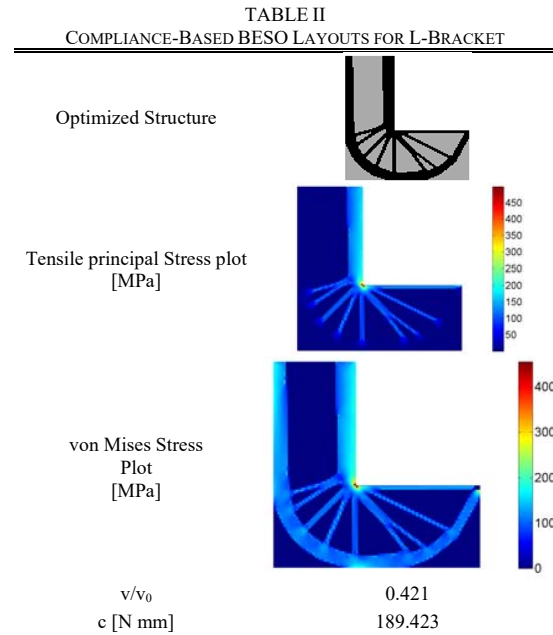 TABLE II
COMPLIANCE-BASED BESO LAYOUTS FOR L-BRACKET
Optimized Structure
Tensile principal Stress plot
[MPa]
450
400
350
300
250
200
150
100
50
von Mises Stress
Plot
[MPa]
400
300
200
100
0
v/v₀ 0.421
c [N mm] 189.423